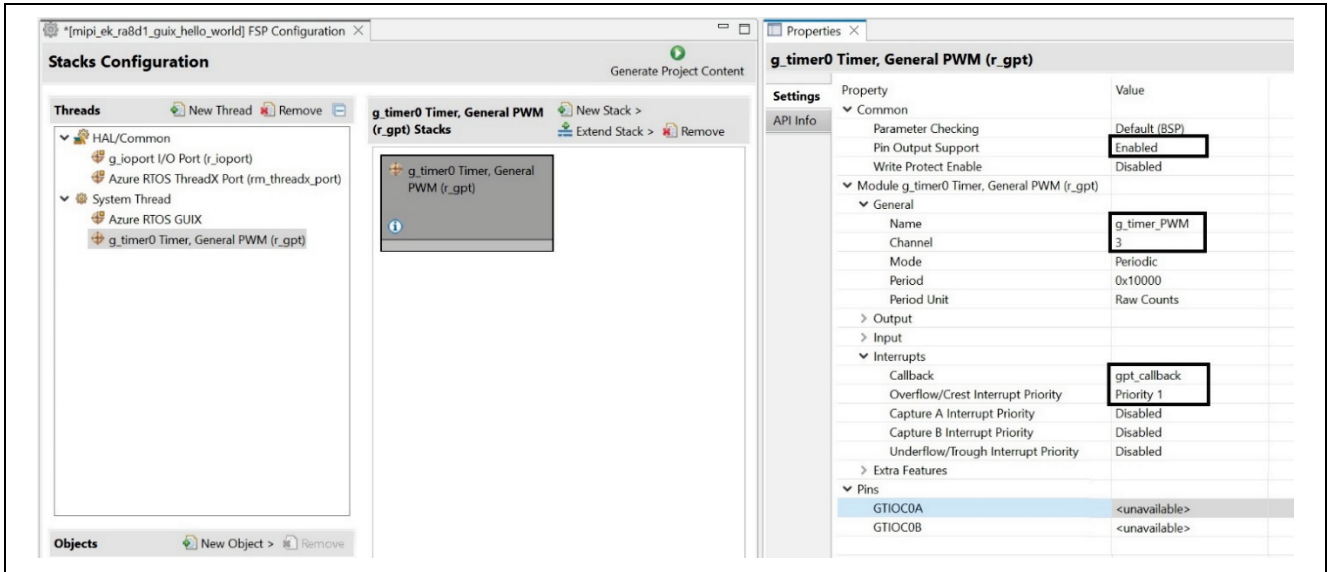 *[mipi_ek_ra8d1_guix_hello_world] FSP Configuration
Stacks Configuration
Generate Project Content
Threads
New Thread
Remove
HAL/Common
g_ioport I/O Port (r_ioport)
Azure RTOS ThreadX Port (rm_threadx_port)
System Thread
Azure RTOS GUIX
g_timer0 Timer, General PWM (r_gpt)
Objects
New Object >
Remove
g_timer0 Timer, General PWM
(r_gpt) Stacks
New Stack >
Extend Stack >
Remove
g_timer0 Timer, General
PWM (r_gpt)
Properties
g_timer0 Timer, General PWM (r_gpt)
Settings
API Info
Property Value
Common
Parameter Checking Default (BSP)
Pin Output Support Enabled
Write Protect Enable Disabled
Module g_timer0 Timer, General PWM (r_gpt)
General
Name g_timer_PWM
Channel 3
Mode Periodic
Period 0x10000
Period Unit Raw Counts
> Output
> Input
Interrupts
Callback gpt_callback
Overflow/Crest Interrupt Priority Priority 1
Capture A Interrupt Priority Disabled
Capture B Interrupt Priority Disabled
Underflow/Trough Interrupt Priority Disabled
> Extra Features
Pins
GTIOC0A <unavailable>
GTIOC0B <unavailable>